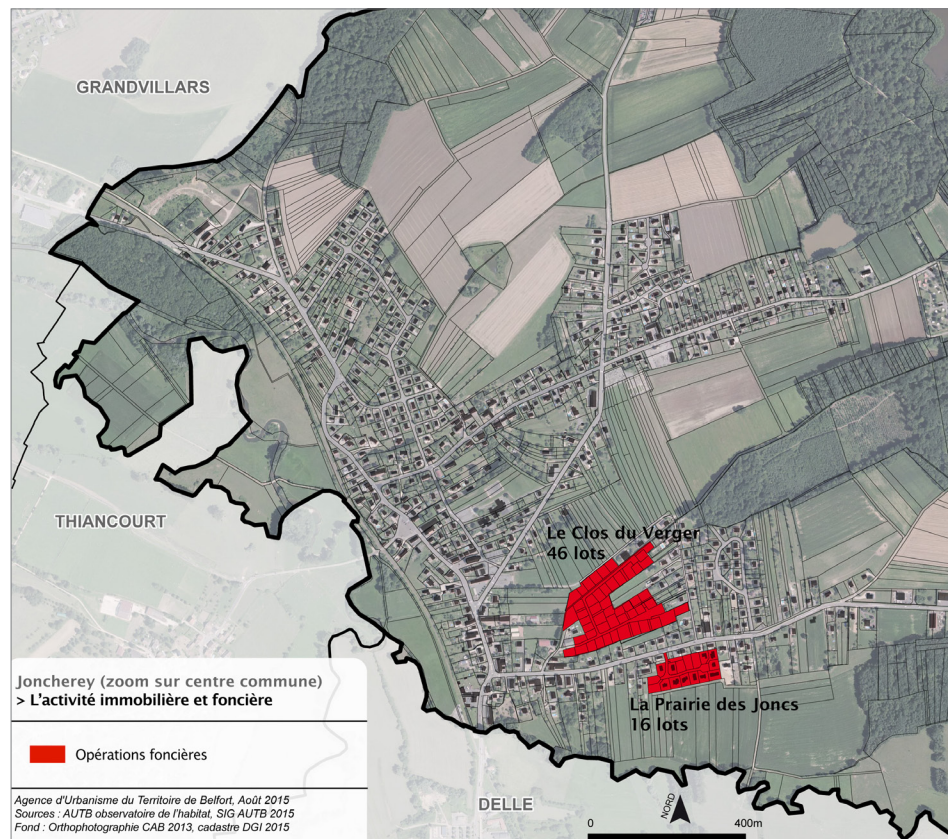 GRANDVILLARS
THIANCOURT
Le Clos du Verger
46 lots
La Prairie des Joncs
16 lots
Joncherey (zoom sur centre commune)
> L'activité immobilière et foncière
Opérations foncières
Agence d'Urbanisme du Territoire de Belfort, Août 2015
Sources : AUTB observatoire de l'habitat, SIG AUTB 2015
Fond : Orthophotographie CAB 2013, cadastre DGI 2015
DELLE
NORD
0 400m